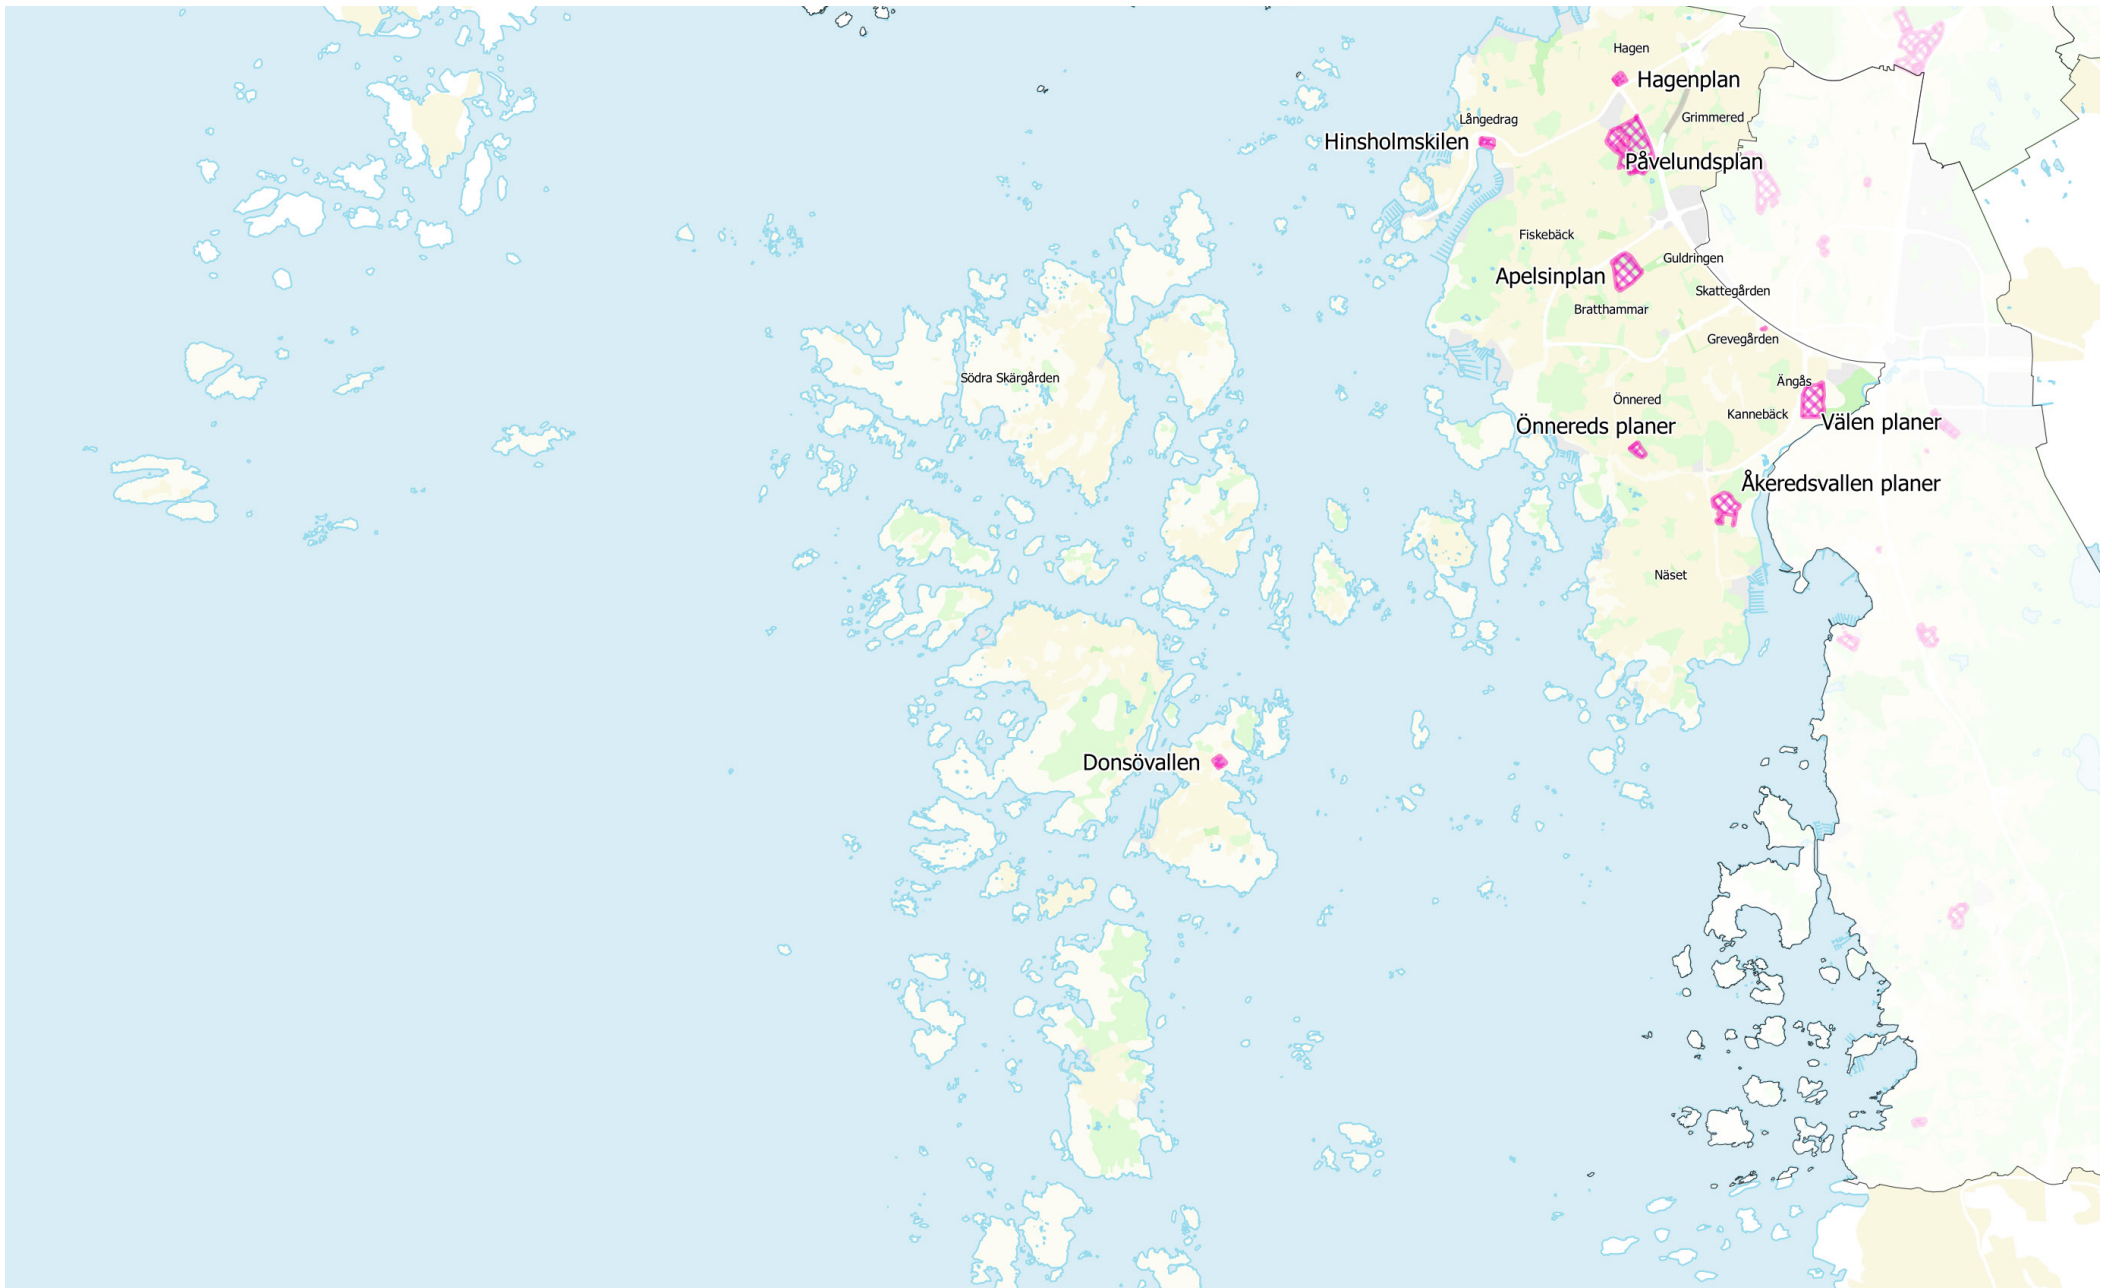 Hagen
Hagenplan
Långedrag
Grimmered
Hinsholmskilen
Påvelundsplan
Fiskebäck
Guldringen
Apelsinplan
Skattegården
Bratthammar
Grevegården
Södra Skärgården
Ängås
Önnered
Kannebäck
Önnereds planer
Välen planer
Åkeredsvallen planer
Näset
Donsövallen